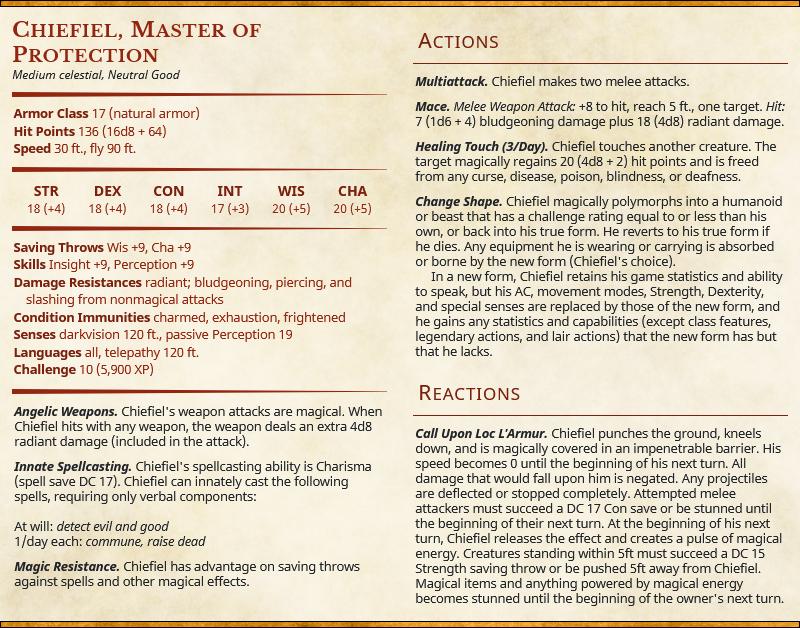 Chiefiel, Master of
Protection
Medium celestial, Neutral Good
Armor Class 17 (natural armor)
Hit Points 136 (16d8 + 64)
Speed 30 ft., fly 90 ft.
STR DEX CON INT WIS CHA
18 (+4) 18 (+4) 18 (+4) 17 (+3) 20 (+5) 20 (+5)
Saving Throws Wis +9, Cha +9
Skills Insight +9, Perception +9
Damage Resistances radiant; bludgeoning, piercing, and
slashing from nonmagical attacks
Condition Immunities charmed, exhaustion, frightened
Senses darkvision 120 ft., passive Perception 19
Languages all, telepathy 120 ft.
Challenge 10 (5,900 XP)
Angelic Weapons. Chiefiel's weapon attacks are magical. When
Chiefiel hits with any weapon, the weapon deals an extra 4d8
radiant damage (included in the attack).
Innate Spellcasting. Chiefiel's spellcasting ability is Charisma
(spell save DC 17). Chiefiel can innately cast the following
spells, requiring only verbal components:
At will: detect evil and good
1/day each: commune, raise dead
Magic Resistance. Chiefiel has advantage on saving throws
against spells and other magical effects.
Actions
Multiattack. Chiefiel makes two melee attacks.
Mace. Melee Weapon Attack: +8 to hit, reach 5 ft., one target. Hit:
7 (1d6 + 4) bludgeoning damage plus 18 (4d8) radiant damage.
Healing Touch (3/Day). Chiefiel touches another creature. The
target magically regains 20 (4d8 + 2) hit points and is freed
from any curse, disease, poison, blindness, or deafness.
Change Shape. Chiefiel magically polymorphs into a humanoid
or beast that has a challenge rating equal to or less than his
own, or back into his true form. He reverts to his true form if
he dies. Any equipment he is wearing or carrying is absorbed
or borne by the new form (Chiefiel's choice).
In a new form, Chiefiel retains his game statistics and ability
to speak, but his AC, movement modes, Strength, Dexterity,
and special senses are replaced by those of the new form, and
he gains any statistics and capabilities (except class features,
legendary actions, and lair actions) that the new form has but
that he lacks.
Reactions
Call Upon Loc L'Armur. Chiefiel punches the ground, kneels
down, and is magically covered in an impenetrable barrier. His
speed becomes 0 until the beginning of his next turn. All
damage that would fall upon him is negated. Any projectiles
are deflected or stopped completely. Attempted melee
attackers must succeed a DC 17 Con save or be stunned until
the beginning of their next turn. At the beginning of his next
turn, Chiefiel releases the effect and creates a pulse of magical
energy. Creatures standing within 5ft must succeed a DC 15
Strength saving throw or be pushed 5ft away from Chiefiel.
Magical items and anything powered by magical energy
becomes stunned until the beginning of the owner's next turn.